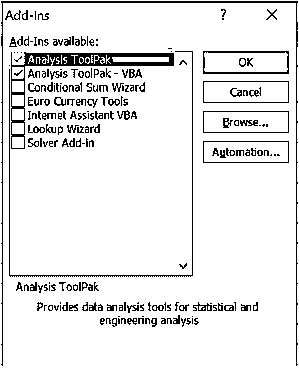 Add-Ins ? ×
Add-Ins available:
Analysis ToolPak
Analysis ToolPak - VBA
Conditional Sum Wizard
Euro Currency Tools
Internet Assistant VBA
Lookup Wizard
Solver Add-in
OK
Cancel
Browse...
Automation...
Analysis ToolPak
Provides data analysis tools for statistical and
engineering analysis